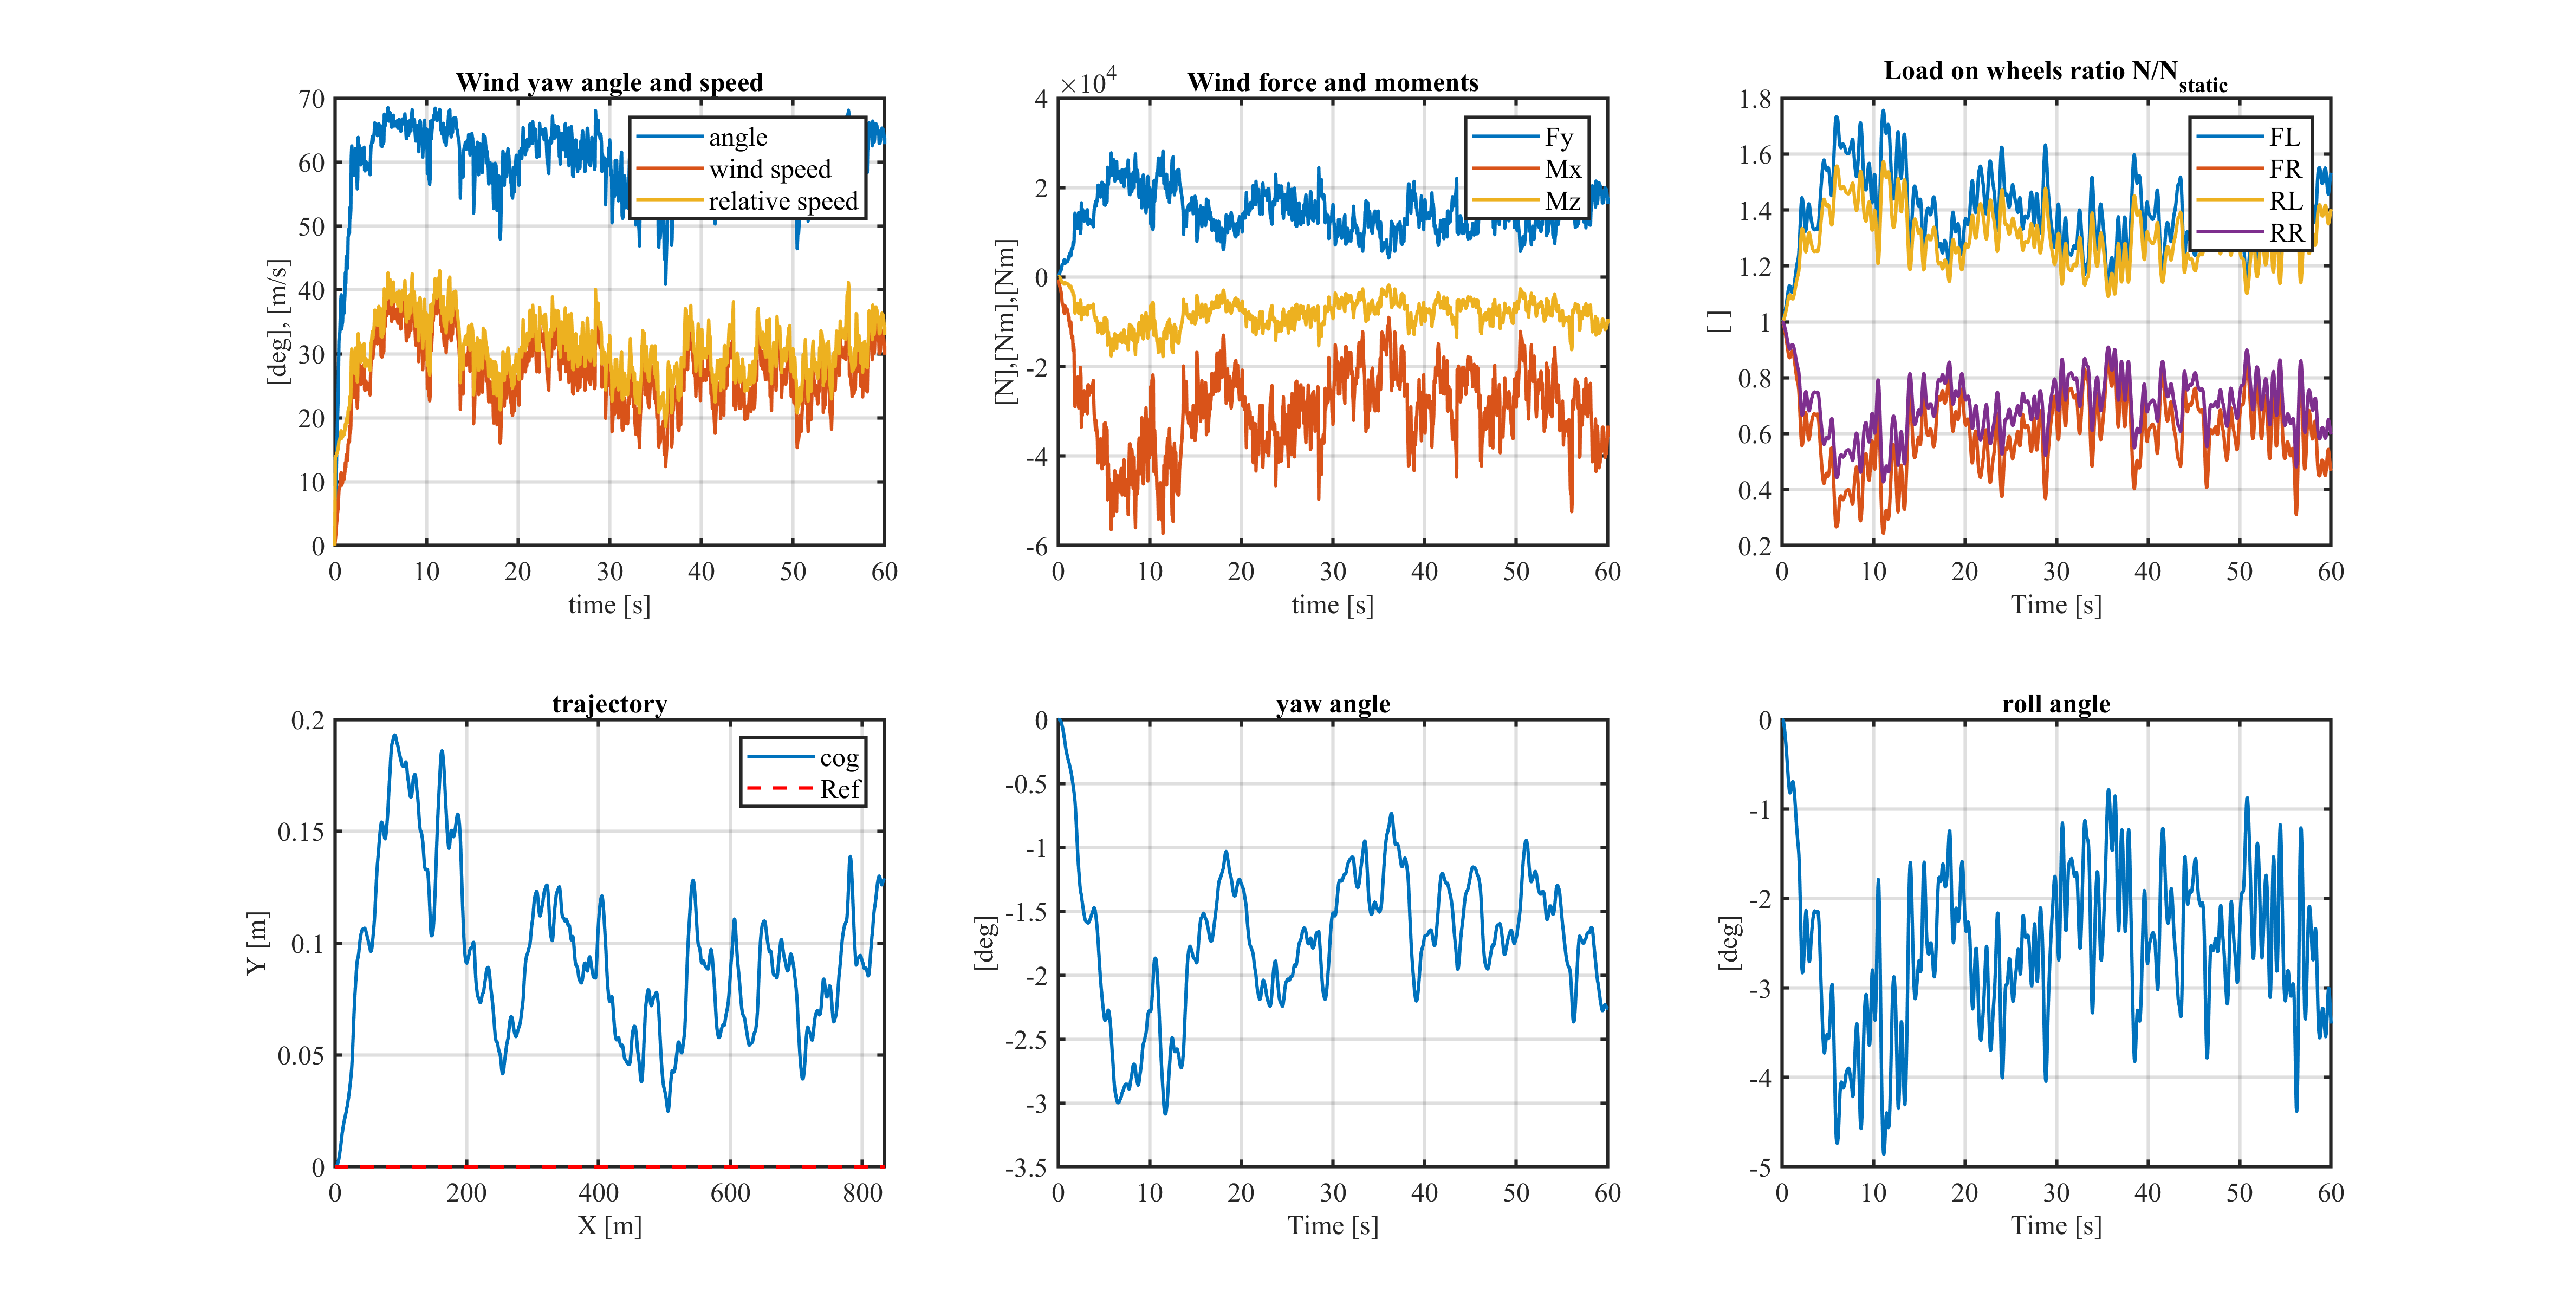 Wind yaw angle and speed
70
60
50
40
30
20
10
0
[deg], [m/s]
angle
wind speed
relative speed
0 10 20 30 40 50 60
time [s]
×10⁴
Wind force and moments
4
2
0
-2
-4
-6
[N],[Nm],[Nm]
Fy
Mx
Mz
0 10 20 30 40 50 60
time [s]
Load on wheels ratio N/Nstatic
1.8
1.6
1.4
1.2
1
0.8
0.6
0.4
0.2
[ ]
FL
FR
RL
RR
0 10 20 30 40 50 60
Time [s]
trajectory
0.2
0.15
0.1
0.05
0
Y [m]
cog
Ref
0 200 400 600 800
X [m]
yaw angle
0
-0.5
-1
-1.5
-2
-2.5
-3
-3.5
[deg]
0 10 20 30 40 50 60
Time [s]
roll angle
0
-1
-2
-3
-4
-5
[deg]
0 10 20 30 40 50 60
Time [s]